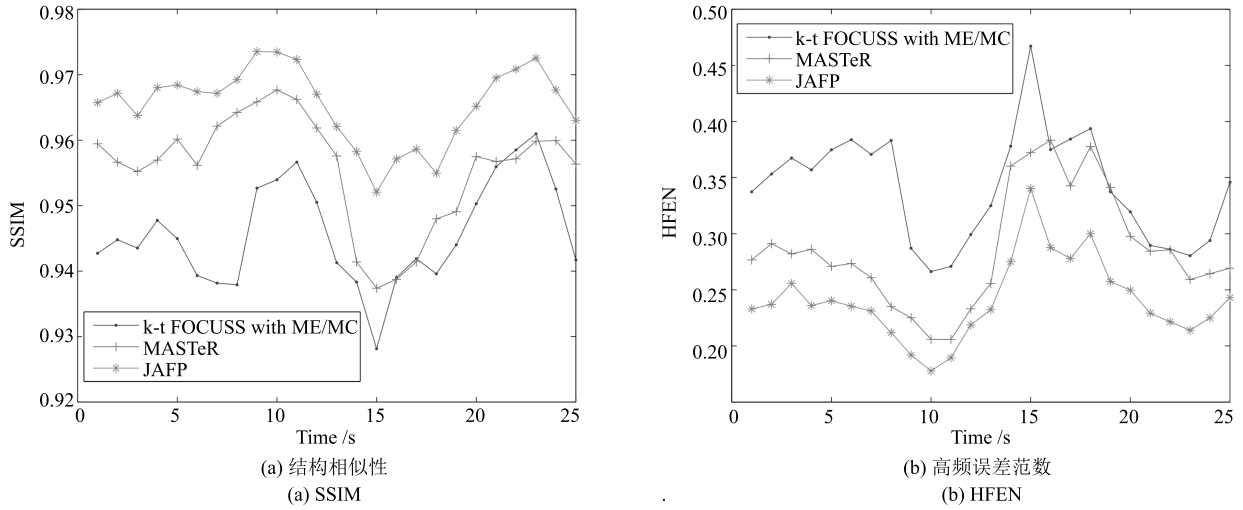 0.98
0.97
0.96
0.95
0.94
0.93
0.92
SSIM
k-t FOCUSS with ME/MC
MASTeR
JAFP
0 5 10 15 20 25
Time /s
(a) 结构相似性
(a) SSIM
0.50
0.45
0.40
0.35
0.30
0.25
0.20
HFEN
k-t FOCUSS with ME/MC
MASTeR
JAFP
0 5 10 15 20 25
Time /s
(b) 高频误差范数
(b) HFEN